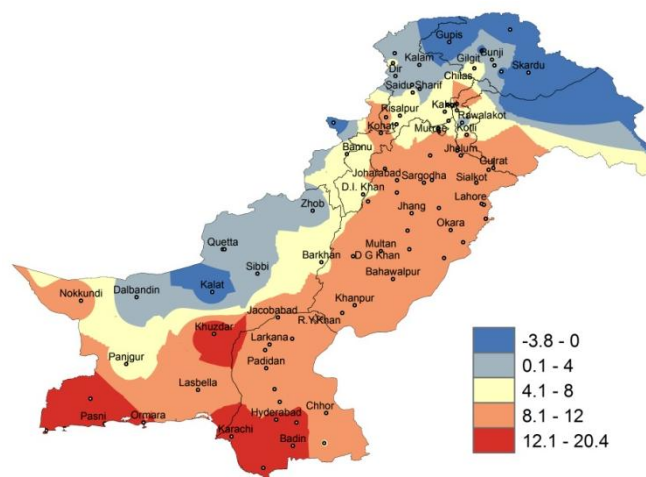 Gupis
Bunji
Kalam
Gilgit
Skardu
Dir
Chilas
Saidu Sharif
Risalpur
Kakul
Rawalakot
Kohat
Murree
Kotli
Bannu
Jhelum
Gujrat
Joharabad
Sargodha
Sialkot
D.I. Khan
Zhob
Jhang
Lahore
Okara
Quetta
Multan
Barkhan
D G Khan
Sibbi
Bahawalpur
Kalat
Nokkundi
Dalbandin
Khanpur
Jacobabad
R.Y.Khan
Khuzdar
Larkana
Panjgur
Padidan
Lasbella
Pasni
Ormara
Hyderabad
Chhor
Karachi
Badin
-3.8 - 0
0.1 - 4
4.1 - 8
8.1 - 12
12.1 - 20.4